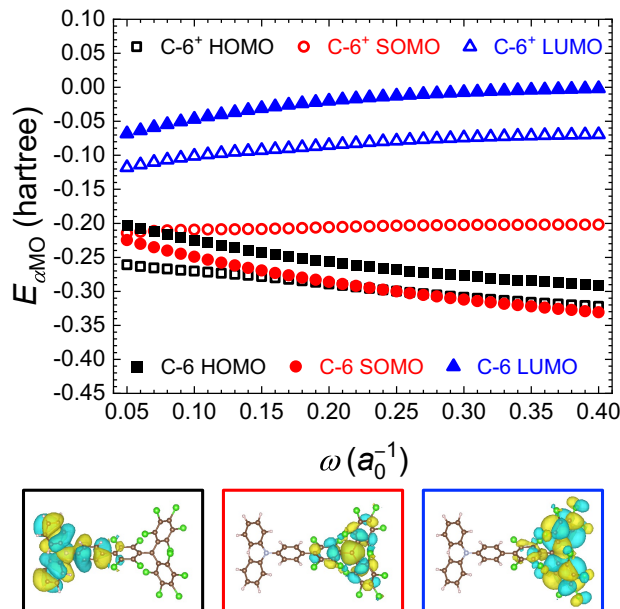 0.10
C-6⁺ HOMO C-6⁺ SOMO C-6⁺ LUMO
0.05
0.00
-0.05
-0.10
-0.15
-0.20
-0.25
-0.30
-0.35
C-6 HOMO C-6 SOMO C-6 LUMO
-0.40
-0.45
E_αMO (hartree)
0.05 0.10 0.15 0.20 0.25 0.30 0.35 0.40
ω (a₀⁻¹)